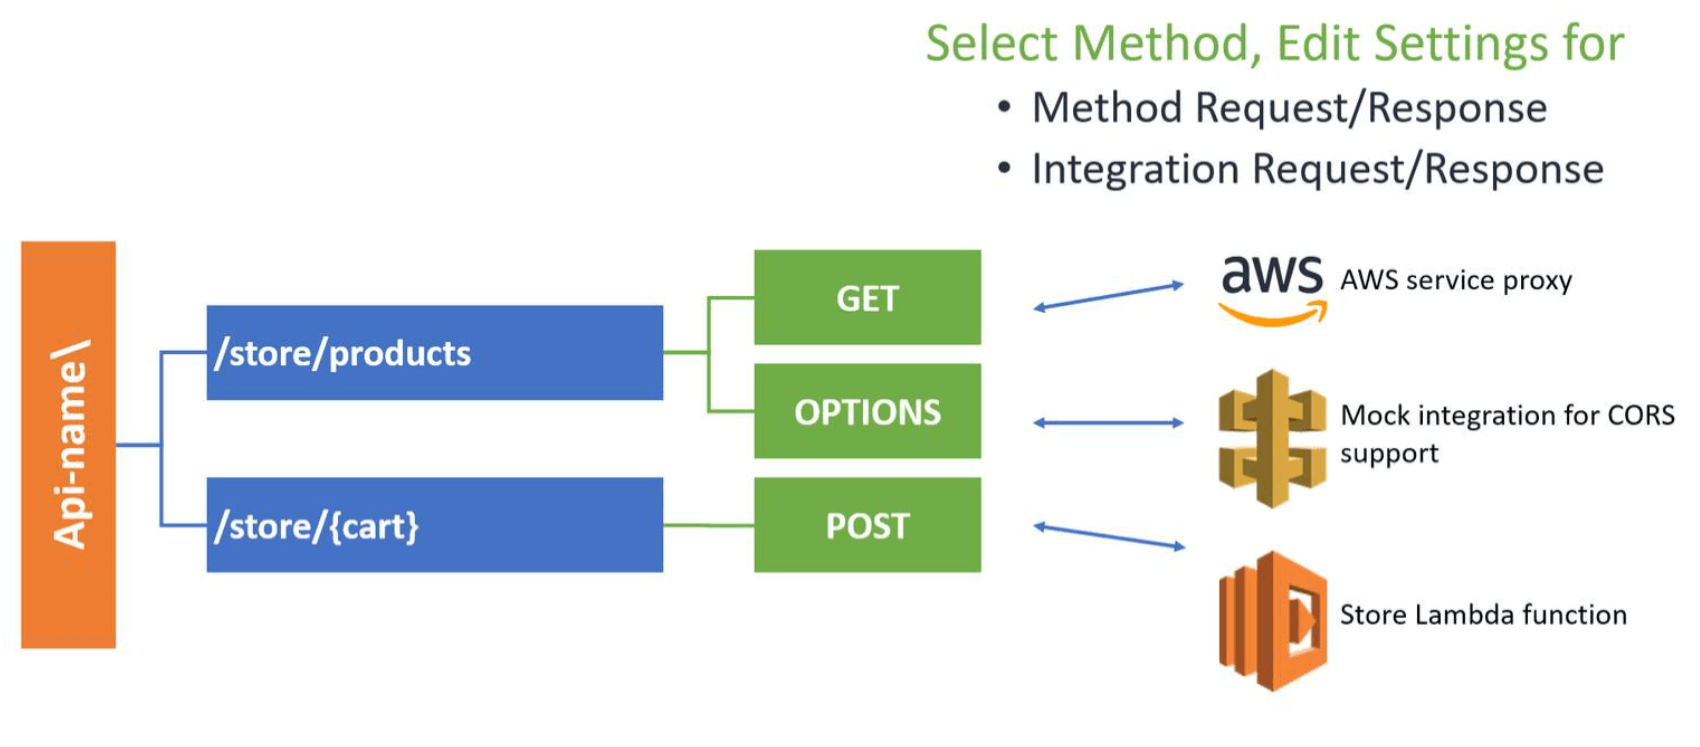 Select Method, Edit Settings for
• Method Request/Response
• Integration Request/Response
Api-name\
/store/products
/store/{cart}
GET
OPTIONS
POST
aws
AWS service proxy
Mock integration for CORS
support
Store Lambda function